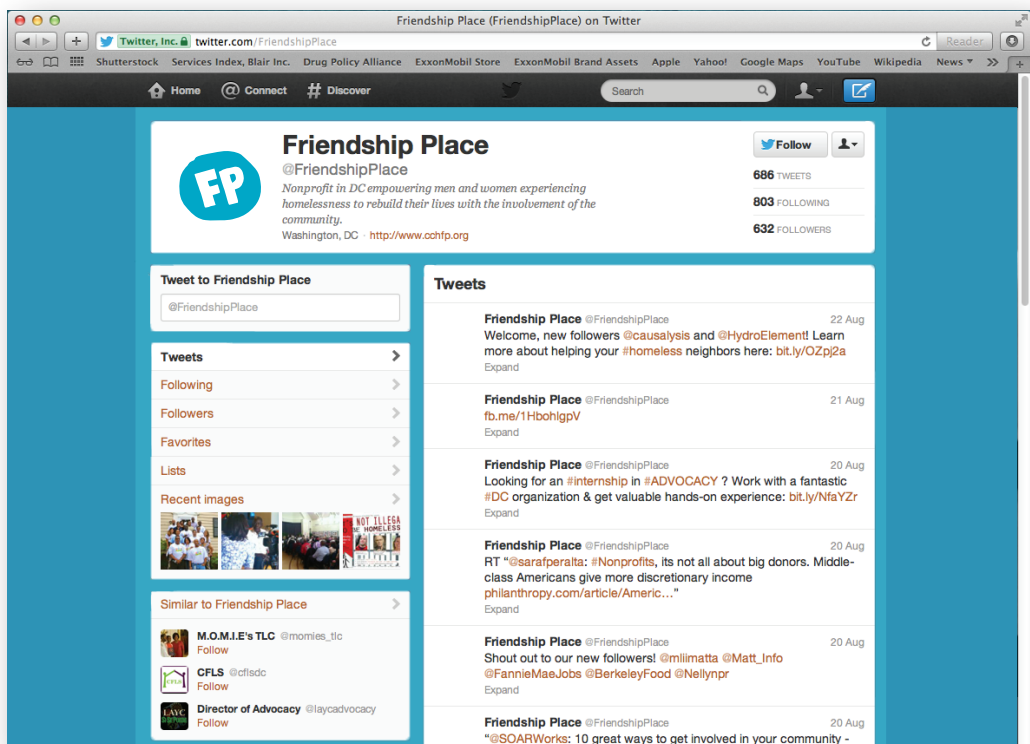 Friendship Place (FriendshipPlace) on Twitter
Twitter, Inc. twitter.com/FriendshipPlace
Reader
Shutterstock Services Index, Blair Inc. Drug Policy Alliance ExxonMobil Store ExxonMobil Brand Assets Apple Yahoo! Google Maps YouTube Wikipedia News
Home @ Connect # Discover
Search
FP
Friendship Place
@FriendshipPlace
Nonprofit in DC empowering men and women experiencing
homelessness to rebuild their lives with the involvement of the
community.
Washington, DC · http://www.cchfp.org
Follow
686 TWEETS
803 FOLLOWING
632 FOLLOWERS
Tweet to Friendship Place
@FriendshipPlace
Tweets
Following
Followers
Favorites
Lists
Recent images
NOT ILLEGA
HOMELESS
Similar to Friendship Place
M.O.M.I.E's TLC @momies_tlc
Follow
CFLS
CFLS @cflsdc
Follow
LAYC
Director of Advocacy @laycadvocacy
Follow
Tweets
Friendship Place @FriendshipPlace 22 Aug
Welcome, new followers @causalysis and @HydroElement! Learn
more about helping your #homeless neighbors here: bit.ly/OZpj2a
Expand
Friendship Place @FriendshipPlace 21 Aug
fb.me/1HbohlgpV
Expand
Friendship Place @FriendshipPlace 20 Aug
Looking for an #internship in #ADVOCACY ? Work with a fantastic
#DC organization & get valuable hands-on experience: bit.ly/NfaYZr
Expand
Friendship Place @FriendshipPlace 20 Aug
RT “@sarafperalta: #Nonprofits, its not all about big donors. Middle-
class Americans give more discretionary income
philanthropy.com/article/Americ…”
Expand
Friendship Place @FriendshipPlace 20 Aug
Shout out to our new followers! @mliimatta @Matt_Info
@FannieMaeJobs @BerkeleyFood @Nellynpr
Expand
Friendship Place @FriendshipPlace 20 Aug
“@SOARWorks: 10 great ways to get involved in your community -